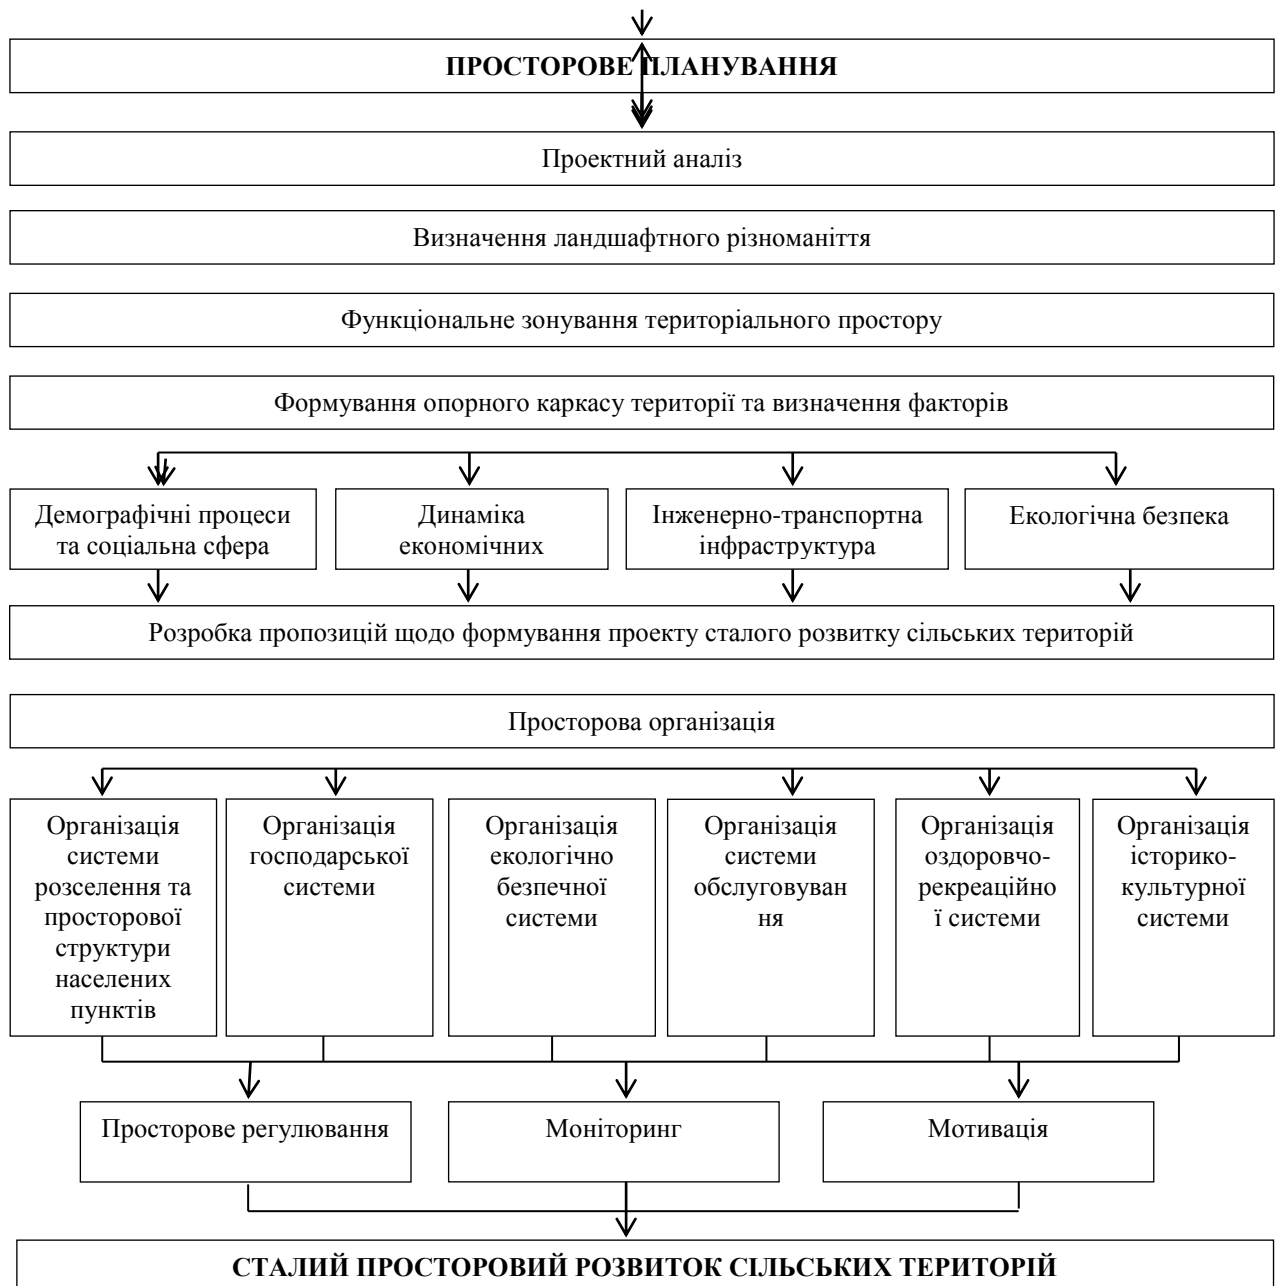 ПРОСТОРОВЕ ПЛАНУВАННЯ
Проектний аналіз
Визначення ландшафтного різноманіття
Функціональне зонування територіального простору
Формування опорного каркасу території та визначення факторів
Демографічні процеси
та соціальна сфера
Динаміка
економічних
Інженерно-транспортна
інфраструктура
Екологічна безпека
Розробка пропозицій щодо формування проекту сталого розвитку сільських територій
Просторова організація
Організація
системи
розселення та
просторової
структури
населених
пунктів
Організація
господарської
системи
Організація
екологічно
безпечної
системи
Організація
системи
обслуговуван
ня
Організація
оздоровчо-
рекреаційно
ї системи
Організація
історико-
культурної
системи
Просторове регулювання
Моніторинг
Мотивація
СТАЛИЙ ПРОСТОРОВИЙ РОЗВИТОК СІЛЬСЬКИХ ТЕРИТОРІЙ